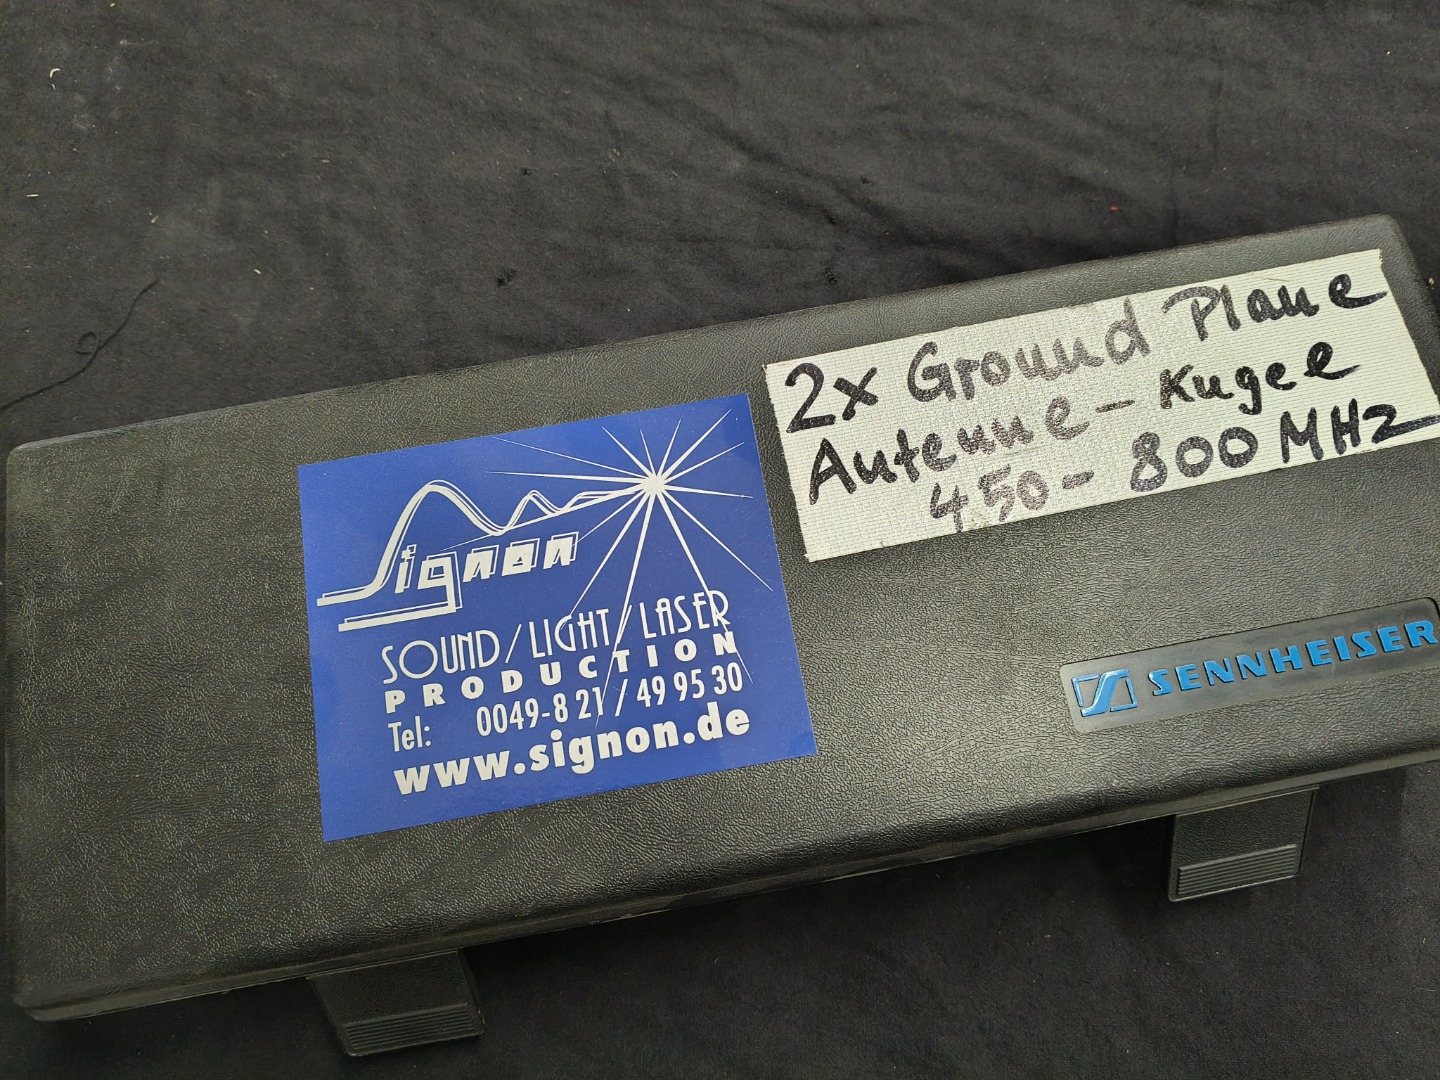 2x Ground Plane
Antenne - Kugel
450 - 800 MHz
Signon
SOUND / LIGHT / LASER
PRODUCTION
Tel: 0049-8 21 / 49 95 30
www.signon.de
SENNHEISER